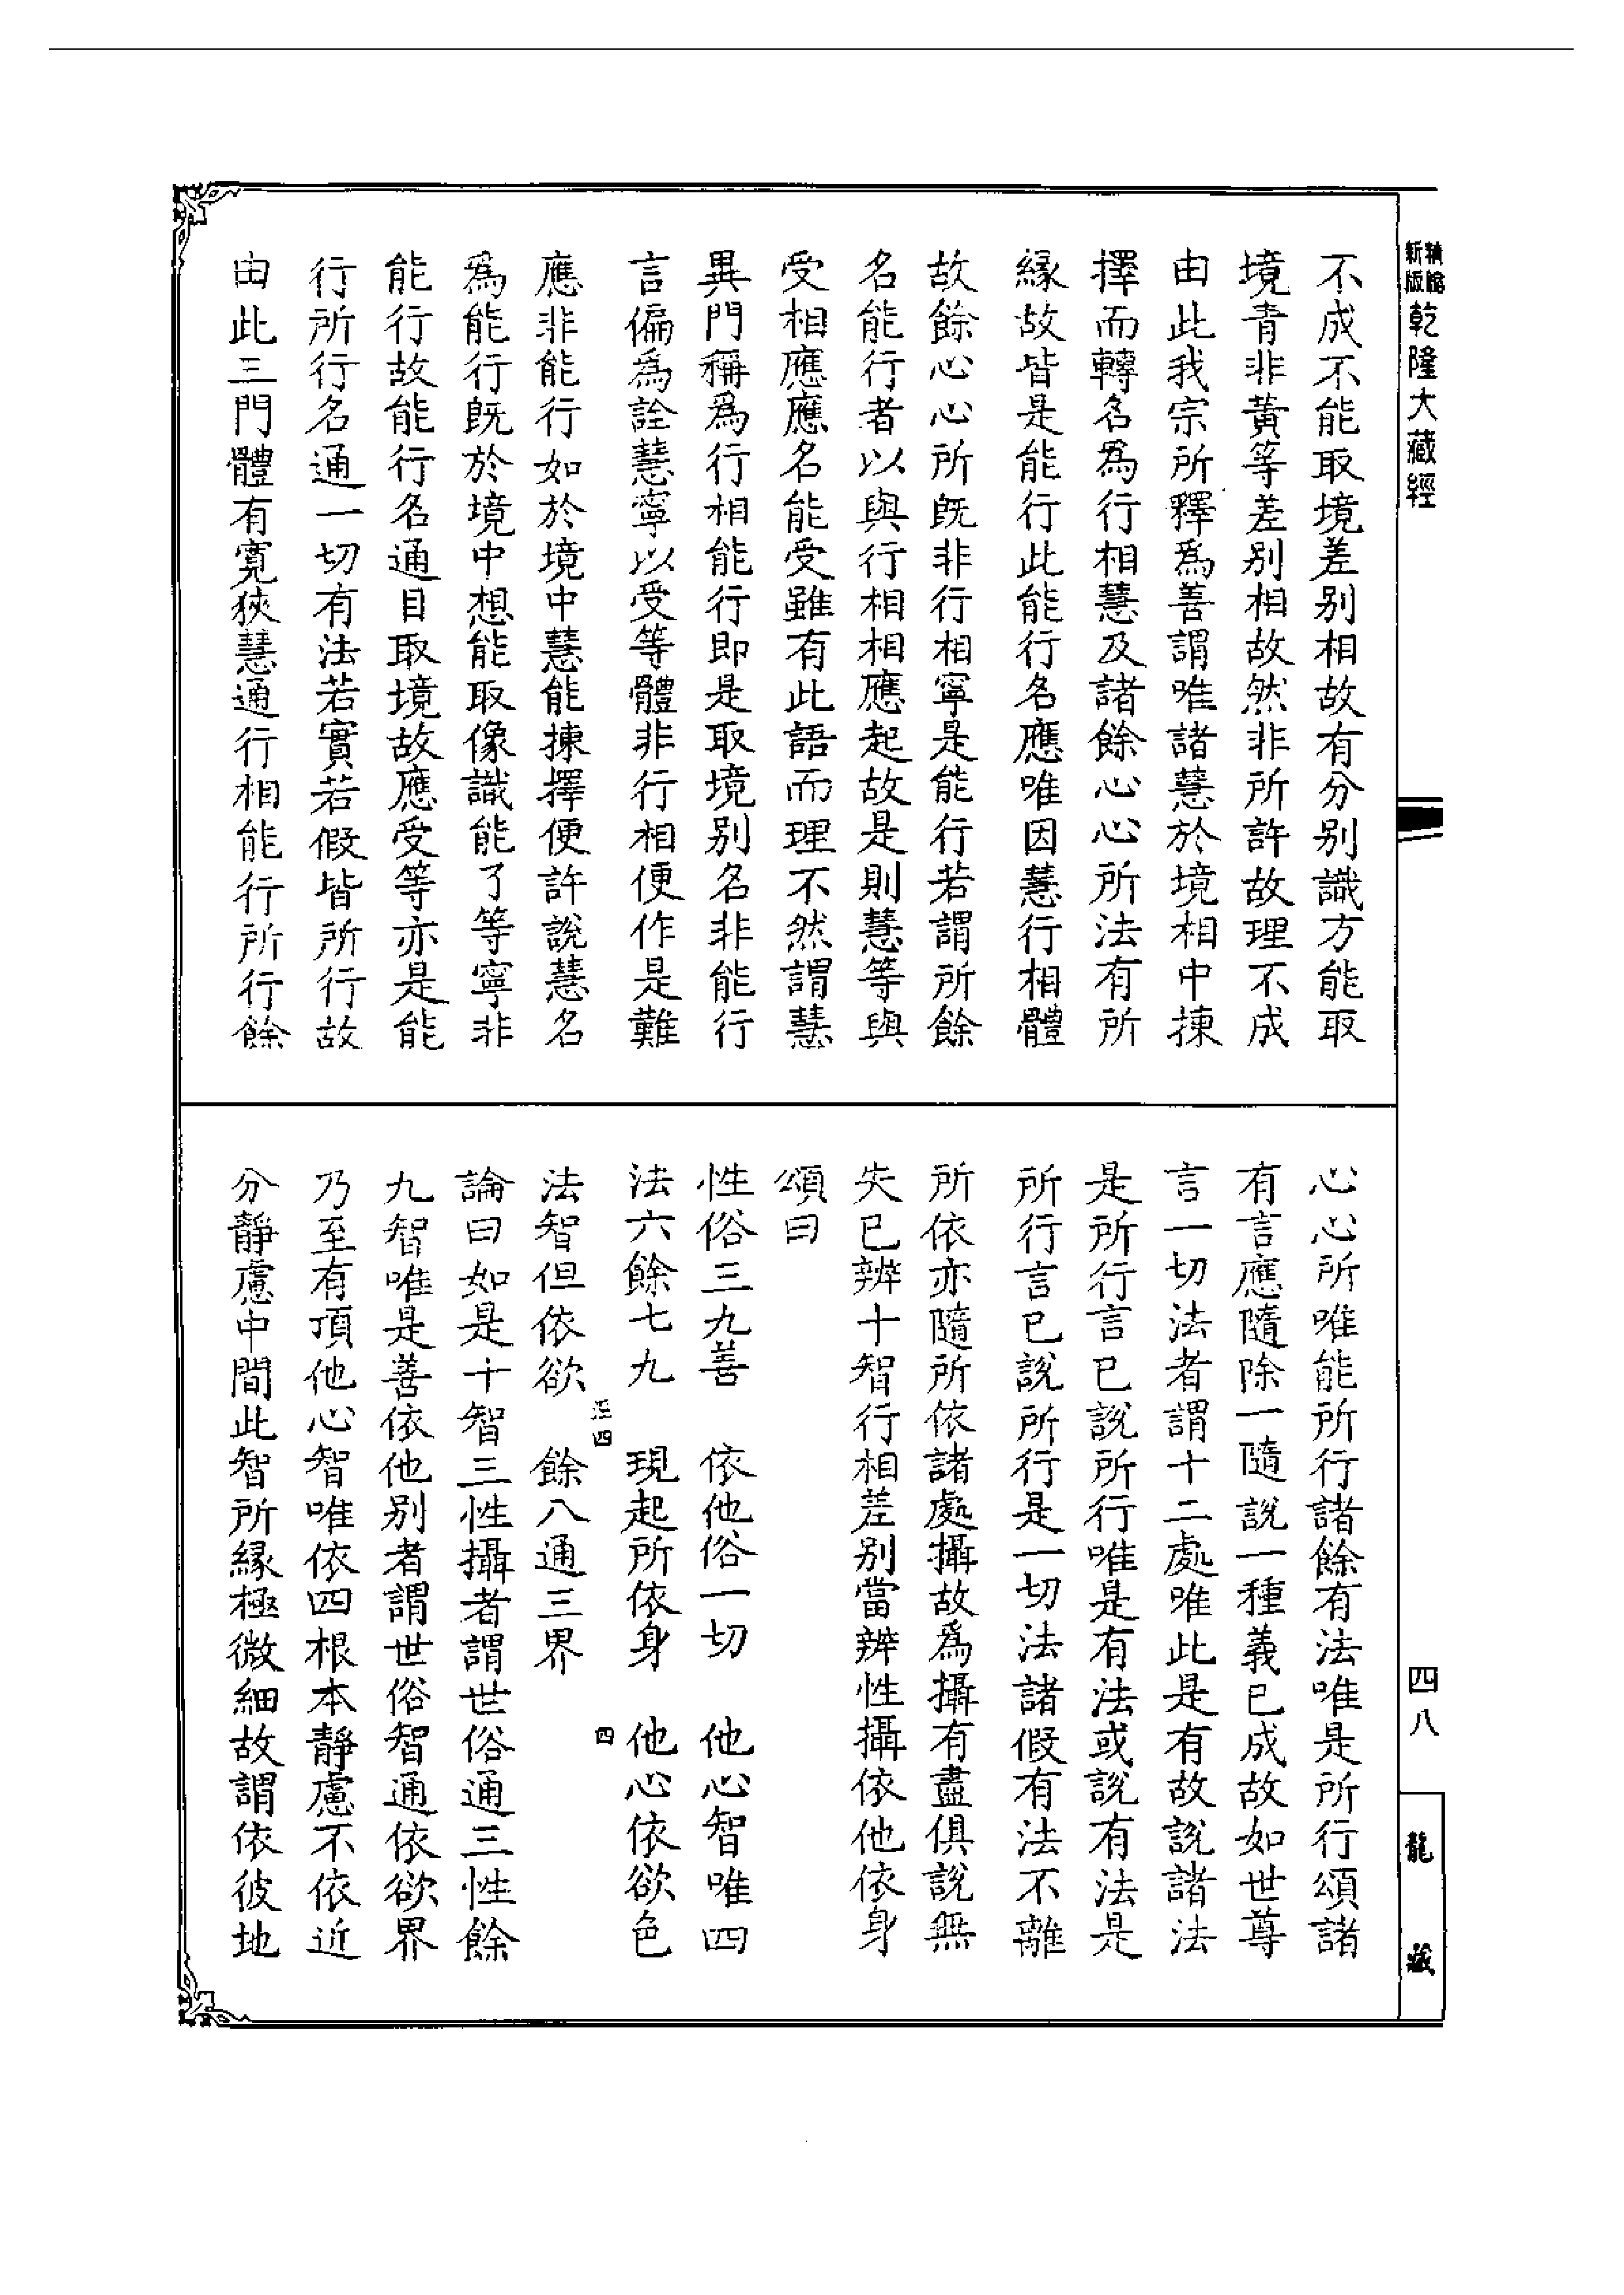 精縮新版乾隆大藏經
不成不能取境差別相故有分別識方能取
境青非黃等差別相故然非所許故理不成
由此我宗所釋為善謂唯諸慧於境相中揀
擇而轉名為行相慧及諸餘心心所法有所
緣故皆是能行此能行名應唯因慧行相體
故餘心心所既非行相寧是能行若謂所餘
名能行者以與行相相應起故是則慧等與
受相應應名能受雖有此語而理不然謂慧
異門稱為行相能行即是取境別名非能行
言偏為詮慧寧以受等體非行相便作是難
應非能行如於境中慧能揀擇便許說慧名
為能行既於境中想能取像識能了等寧非
能行故能行名通目取境故應受等亦是能
行所行名通一切有法若實若假皆所行故
由此三門體有寬狹慧通行相能行所行餘
心心所唯能所行諸餘有法唯是所行頌諸
有言應隨除一隨說一種義已成故如世尊
言一切法者謂十二處唯此是有故說諸法
是所行言已說所行唯是有法或說有法是
所行言已說所行是一切法諸假有法不離
所依亦隨所依諸處攝故為攝有盡俱說無
失已辨十智行相差別當辨性攝依他依身
頌曰
性俗三九善　依他俗一切　他心智唯四
法六餘七九　現起所依身　他心依欲色
四
法智但依欲　餘八通三界
論曰如是十智三性攝者謂世俗通三性餘
九智唯是善依他別者謂世俗智通依欲界
乃至有頂他心智唯依四根本靜慮不依近
分靜慮中間此智所緣極微細故謂依彼地
四八
龍藏